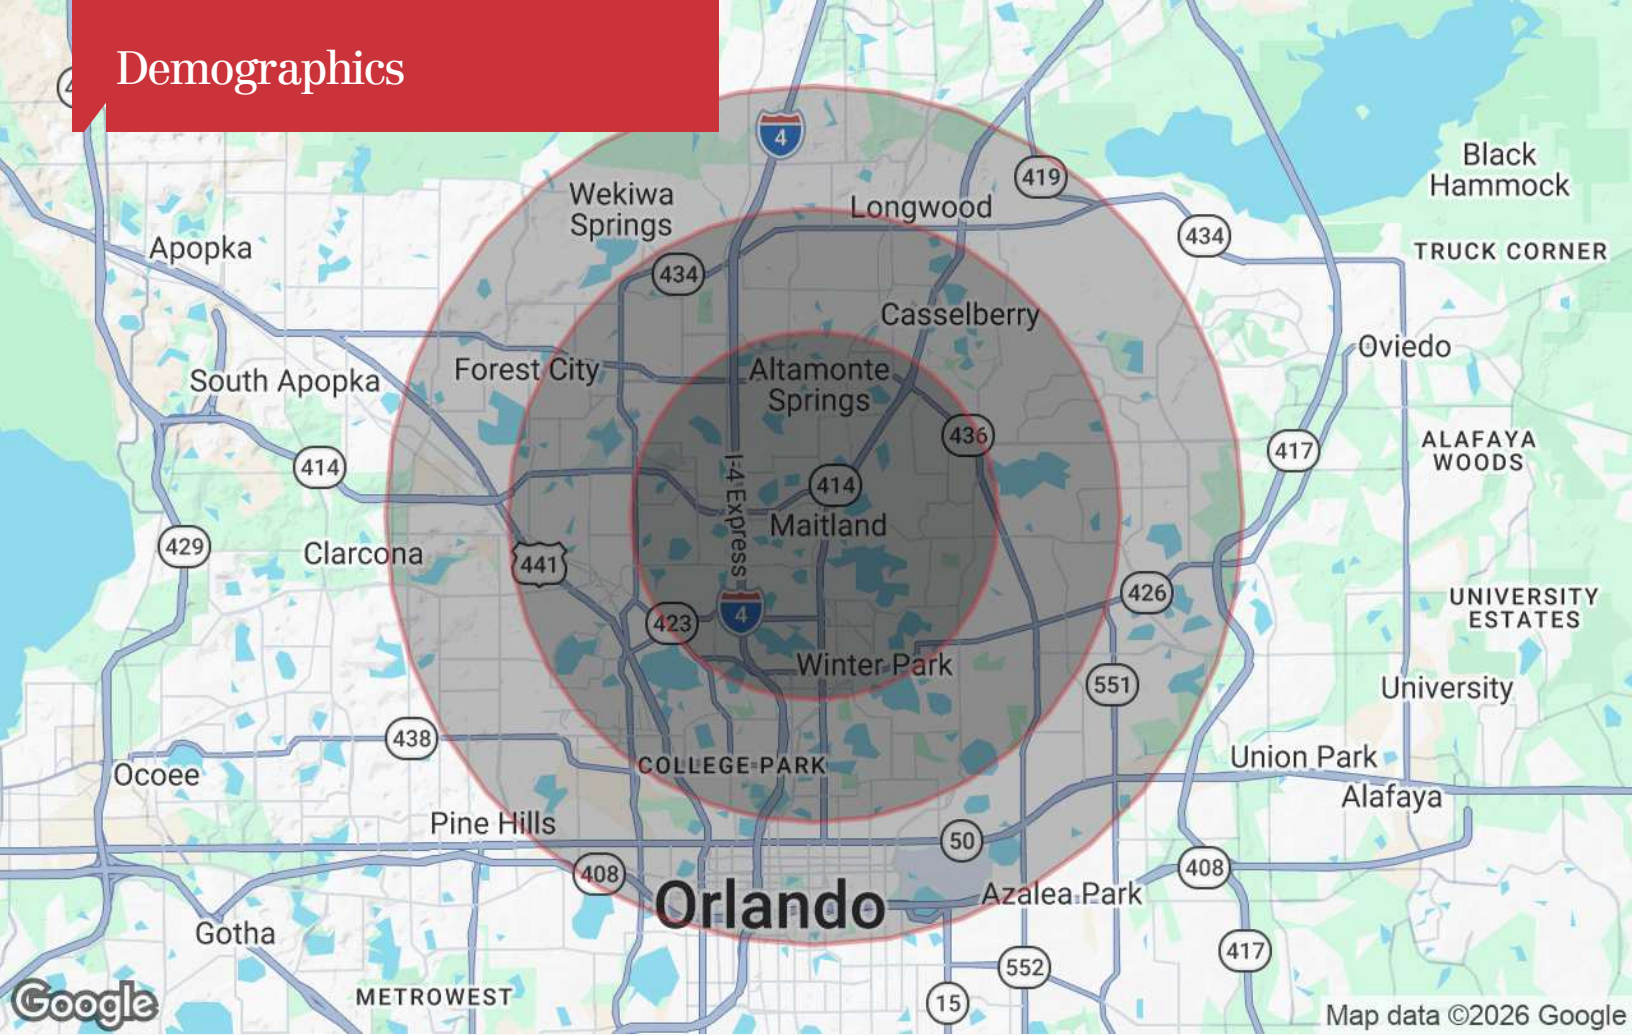 Demographics
4
Wekiwa
Springs
Longwood
419
434
434
Black
Hammock
TRUCK CORNER
Apopka
Casselberry
Oviedo
Forest City
Altamonte
Springs
South Apopka
436
417
ALAFAYA
WOODS
414
414
I-4 Express
Maitland
429
Clarcona
441
426
UNIVERSITY
ESTATES
423
4
Winter Park
551
University
438
COLLEGE PARK
Ocoee
Union Park
Alafaya
Pine Hills
50
408
408
Orlando
Azalea Park
Gotha
417
552
METROWEST
15
Google
Map data ©2026 Google